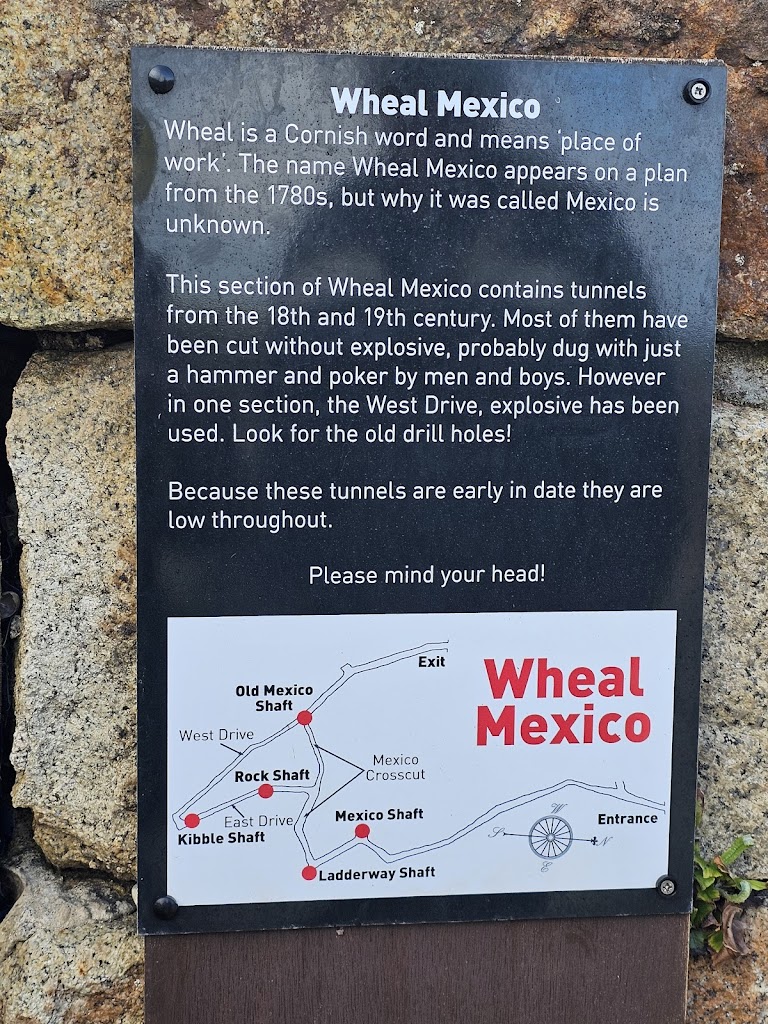 Wheal Mexico
Wheal is a Cornish word and means 'place of
work'. The name Wheal Mexico appears on a plan
from the 1780s, but why it was called Mexico is
unknown.
This section of Wheal Mexico contains tunnels
from the 18th and 19th century. Most of them have
been cut without explosive, probably dug with just
a hammer and poker by men and boys. However
in one section, the West Drive, explosive has been
used. Look for the old drill holes!
Because these tunnels are early in date they are
low throughout.
Please mind your head!
Exit
Wheal
Mexico
Old Mexico
Shaft
West Drive
Mexico
Crosscut
Rock Shaft
East Drive
Kibble Shaft
Mexico Shaft
Entrance
Ladderway Shaft
W
S
N
E